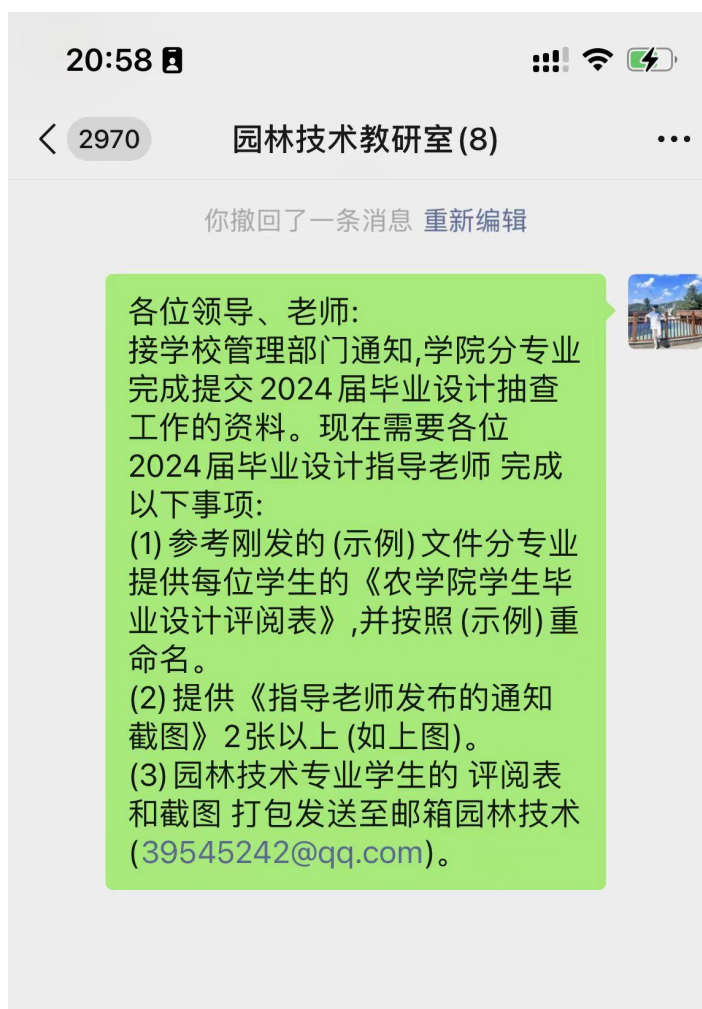 20:58
2970
园林技术教研室(8)
你撤回了一条消息 重新编辑
各位领导、老师:
接学校管理部门通知,学院分专业
完成提交2024届毕业设计抽查
工作的资料。现在需要各位
2024届毕业设计指导老师 完成
以下事项:
(1)参考刚发的(示例)文件分专业
提供每位学生的《农学院学生毕
业设计评阅表》,并按照(示例)重
命名。
(2)提供《指导老师发布的通知
截图》2张以上(如上图)。
(3)园林技术专业学生的 评阅表
和截图 打包发送至邮箱园林技术
(39545242@qq.com)。